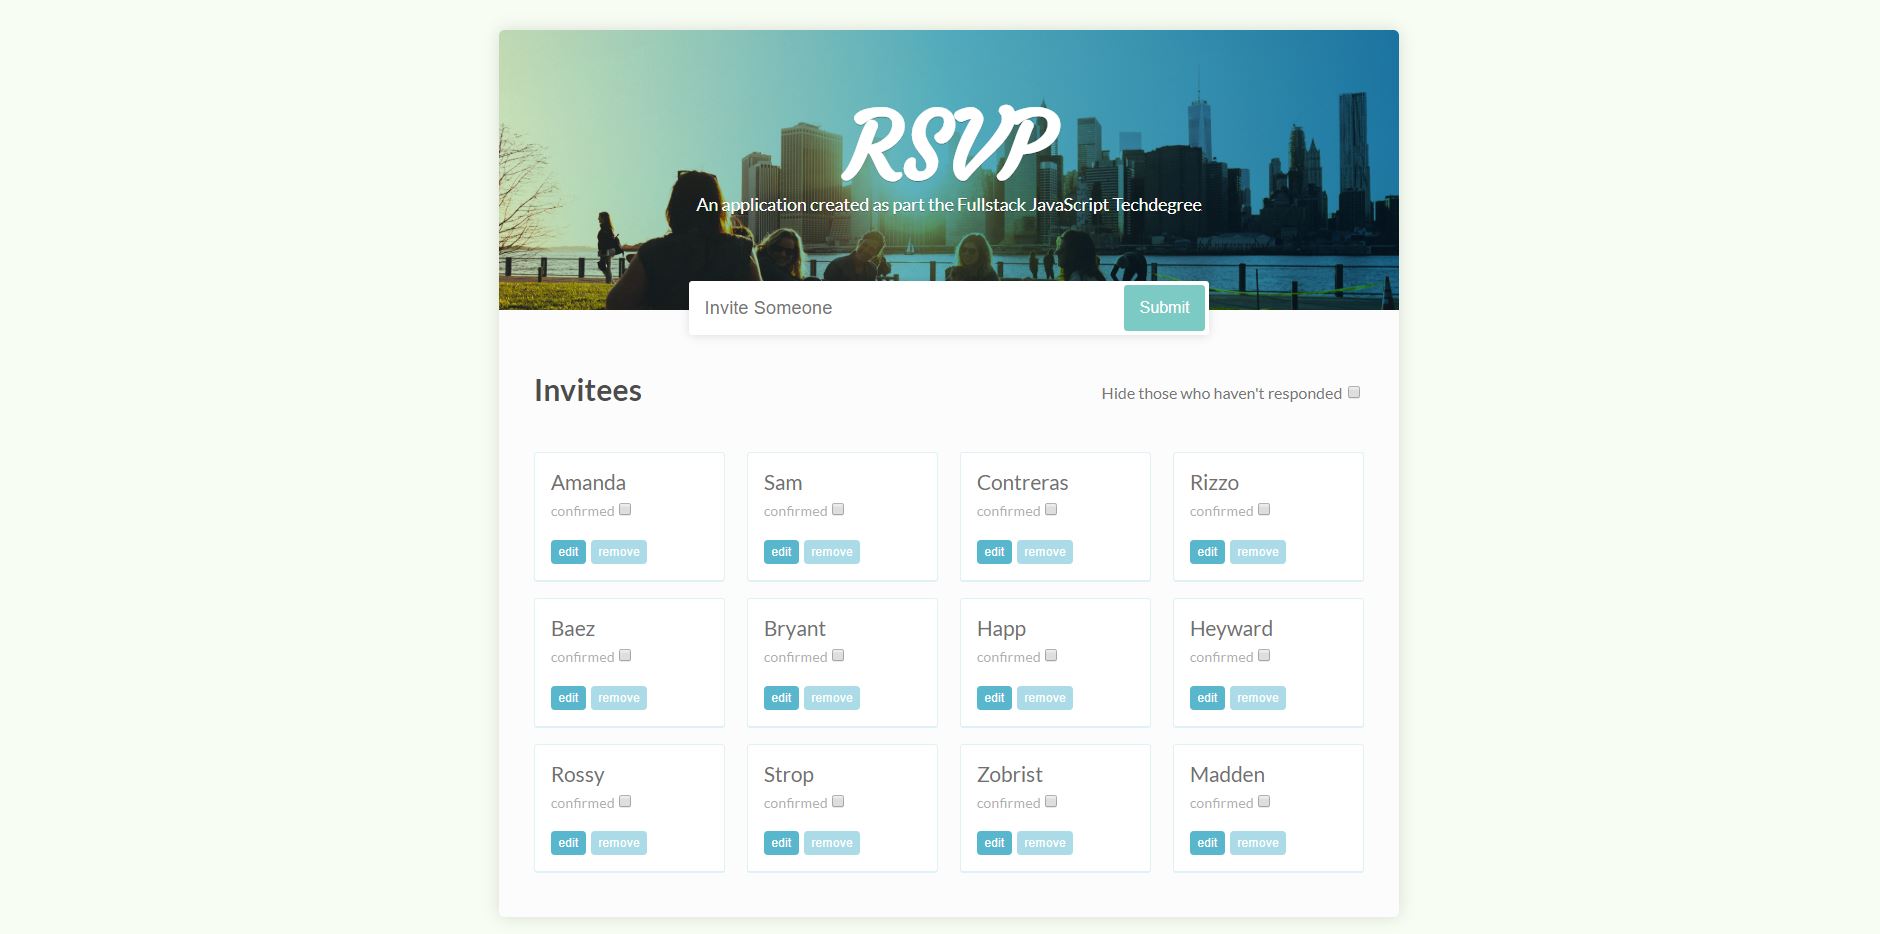 RSVP
An application created as part the Fullstack JavaScript Techdegree
Invite Someone Submit
Invitees Hide those who haven't responded
Amanda Sam Contreras Rizzo
confirmed confirmed confirmed confirmed
edit remove edit remove edit remove edit remove
Baez Bryant Happ Heyward
confirmed confirmed confirmed confirmed
edit remove edit remove edit remove edit remove
Rossy Strop Zobrist Madden
confirmed confirmed confirmed confirmed
edit remove edit remove edit remove edit remove